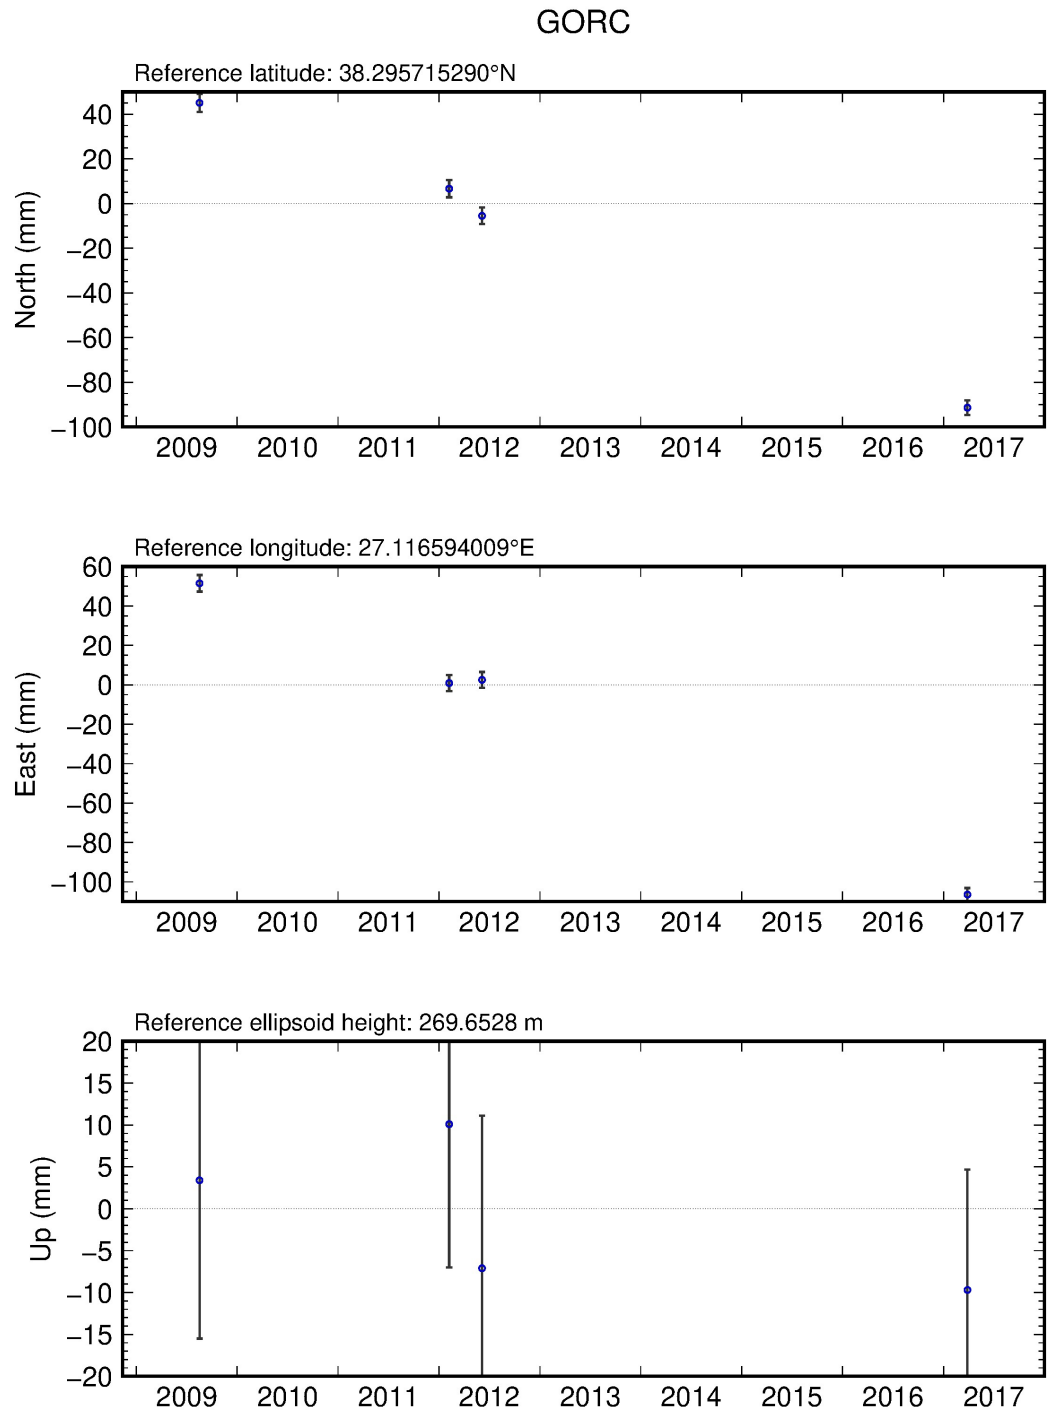 GORC
Reference latitude: 38.295715290°N
40
20
0
−20
−40
−60
−80
−100
North (mm)
2009 2010 2011 2012 2013 2014 2015 2016 2017
Reference longitude: 27.116594009°E
60
40
20
0
−20
−40
−60
−80
−100
East (mm)
2009 2010 2011 2012 2013 2014 2015 2016 2017
Reference ellipsoid height: 269.6528 m
20
15
10
5
0
−5
−10
−15
−20
Up (mm)
2009 2010 2011 2012 2013 2014 2015 2016 2017